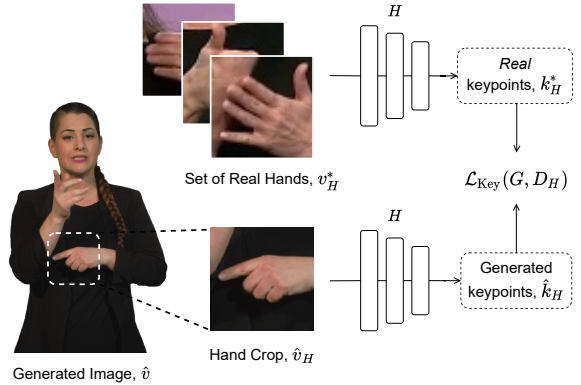 H
Real
keypoints, k*_H
Set of Real Hands, v*_H
𝓛_Key(G, D_H)
H
Generated
keypoints, k̂_H
Hand Crop, v̂_H
Generated Image, v̂